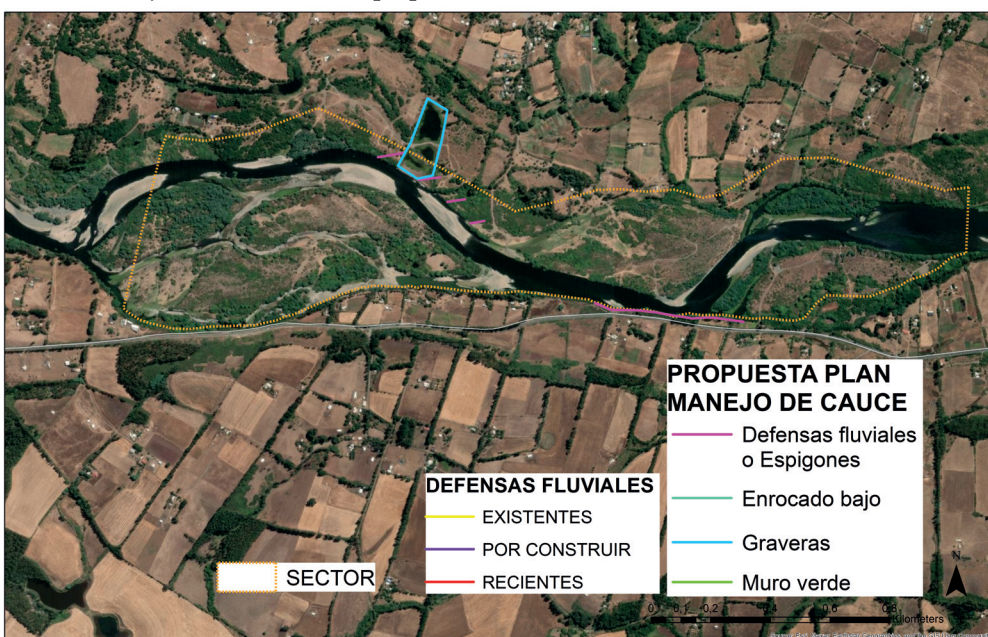 PROPUESTA PLAN
MANEJO DE CAUCE
Defensas fluviales
o Espigones
Enrocado bajo
Graveras
Muro verde
DEFENSAS FLUVIALES
EXISTENTES
POR CONSTRUIR
RECIENTES
SECTOR
N
0 0,1 0,2 0,4 0,6 0,8
Kilometers